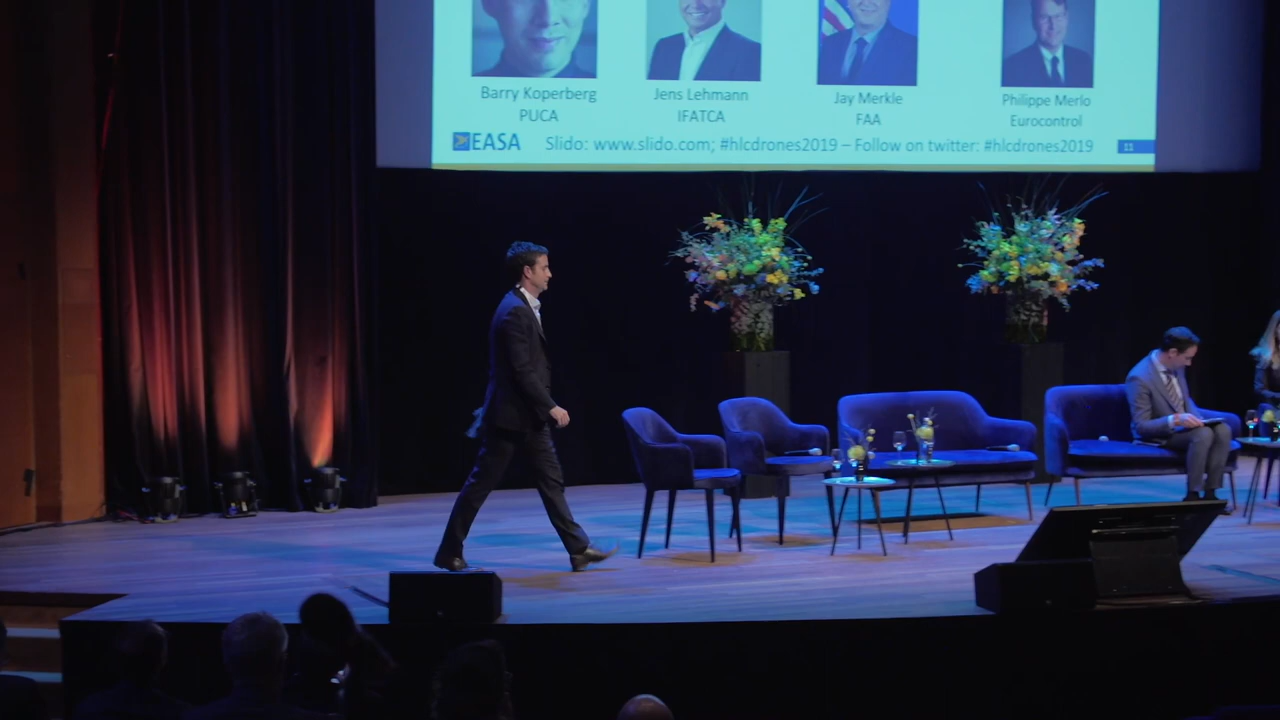 Barry Koperberg
PUCA
Jens Lehmann
IFATCA
Jay Merkle
FAA
Philippe Merlo
Eurocontrol
EASA
Slido: www.slido.com; #hlcdrones2019 – Follow on twitter: #hlcdrones2019
11